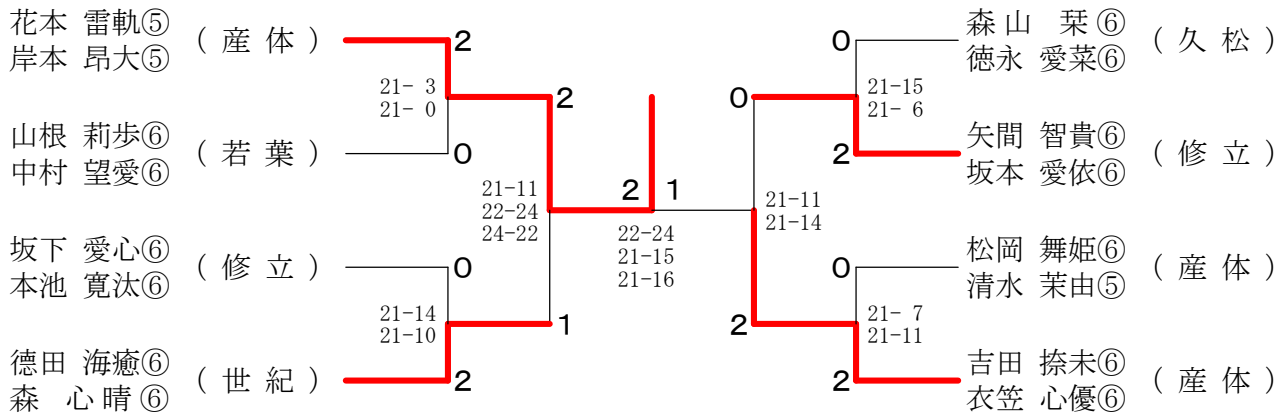 花本 雷軌⑤
岸本 昂大⑤
( 産 体 )
2
21- 3
21- 0
山根 莉歩⑥
中村 望愛⑥
( 若 葉 )
0
2
21-11
22-24
24-22
坂下 愛心⑥
本池 寛汰⑥
( 修 立 )
0
21-14
21-10
徳田 海癒⑥
森 心晴⑥
( 世 紀 )
2
1
2
1
22-24
21-15
21-16
0
森山 栞⑥
徳永 愛菜⑥
( 久 松 )
21-15
21- 6
0
2
矢間 智貴⑥
坂本 愛依⑥
( 修 立 )
21-11
21-14
0
松岡 舞姫⑥
清水 茉由⑤
( 産 体 )
21- 7
21-11
2
2
吉田 捺未⑥
衣笠 心優⑥
( 産 体 )